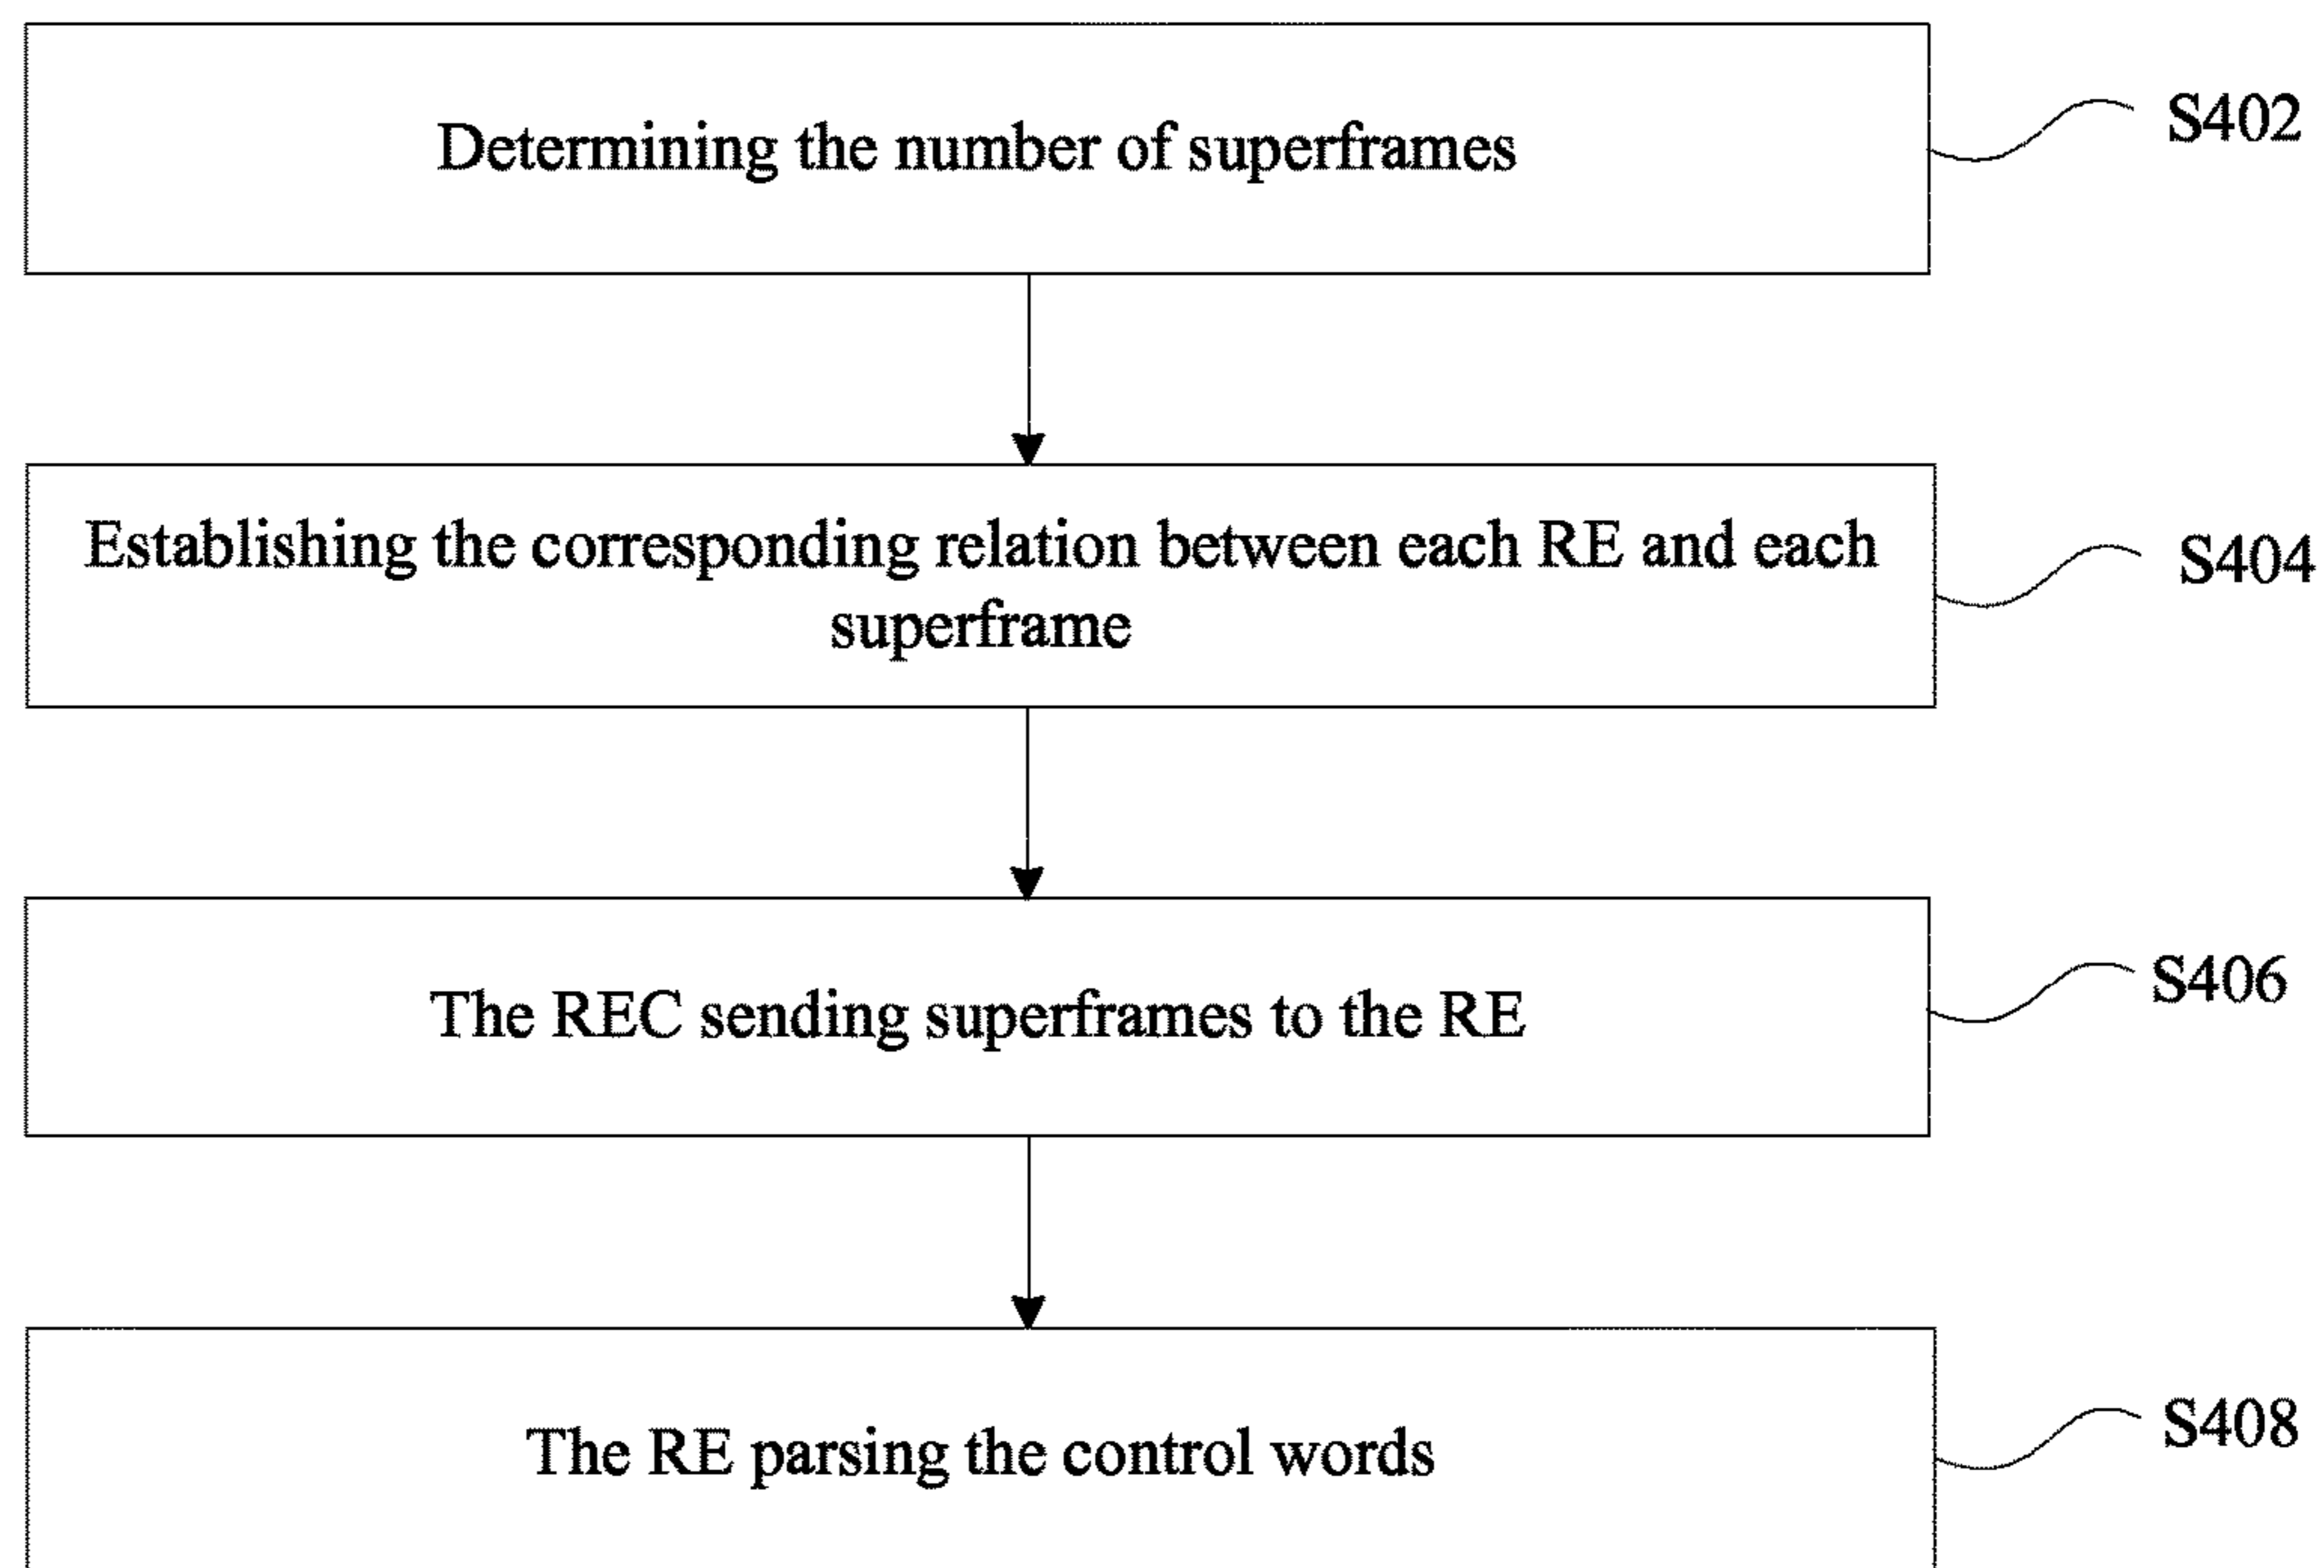 Determining the number of superframes
S402
Establishing the corresponding relation between each RE and each
superframe
S404
The REC sending superframes to the RE
S406
The RE parsing the control words
S408